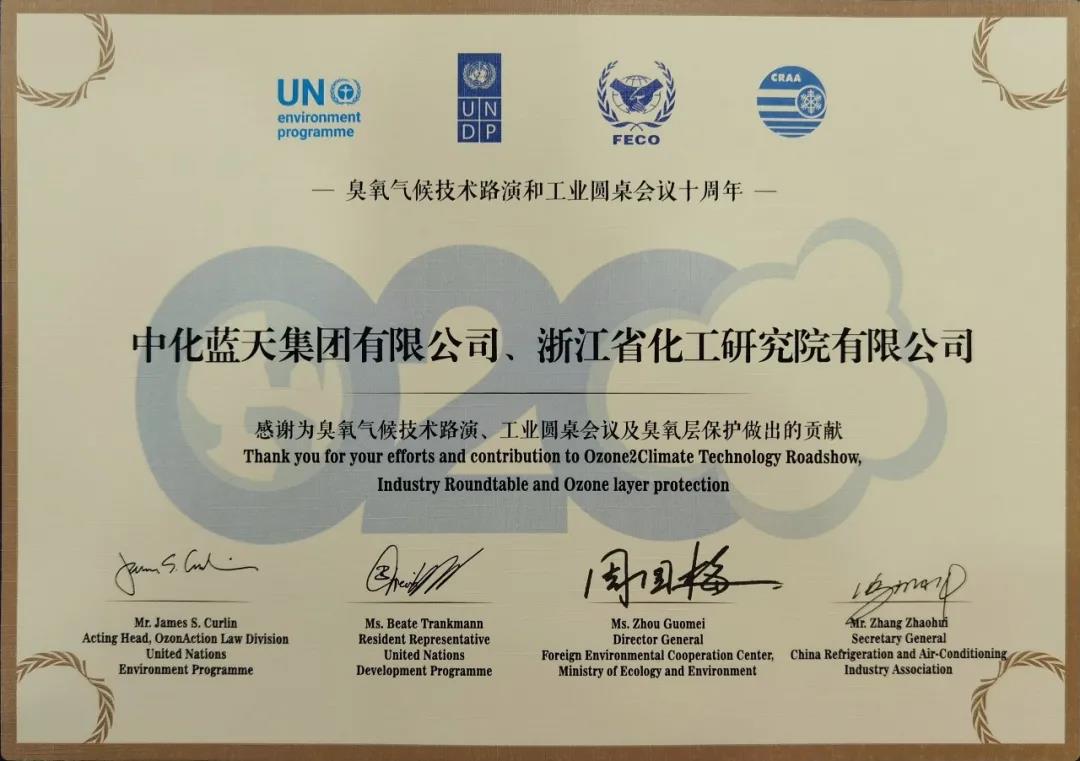 UN
environment
programme
UN
DP
FECO
CRAA
— 臭氧气候技术路演和工业圆桌会议十周年 —
O2C
中化蓝天集团有限公司、浙江省化工研究院有限公司
感谢为臭氧气候技术路演、工业圆桌会议及臭氧层保护做出的贡献
Thank you for your efforts and contribution to Ozone2Climate Technology Roadshow,
Industry Roundtable and Ozone layer protection
周国梅
Mr. James S. Curlin
Acting Head, OzonAction Law Division
United Nations
Environment Programme
Ms. Beate Trankmann
Resident Representative
United Nations
Development Programme
Ms. Zhou Guomei
Director General
Foreign Environmental Cooperation Center,
Ministry of Ecology and Environment
Mr. Zhang Zhaohui
Secretary General
China Refrigeration and Air-Conditioning
Industry Association